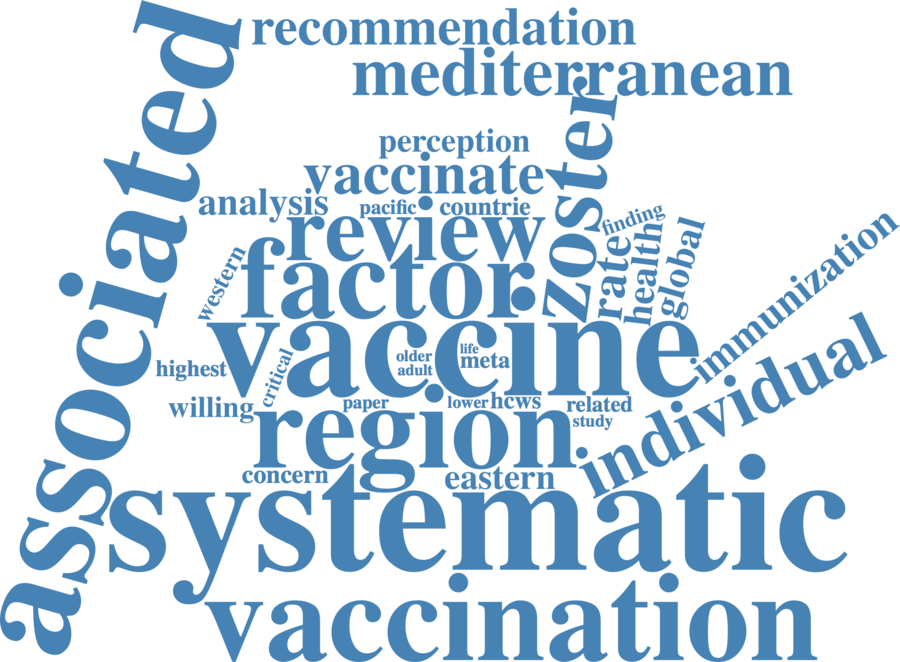 associated
recommendation
mediterranean
perception
vaccinate
zoster
analysis
pacific
countrie
review
finding
health
rate
global
western
factor
immunization
vaccine
older
adult
life
meta
highest
critical
individual
willing
paper
lower
hcws
related
study
region
concern
eastern
systematic
vaccination